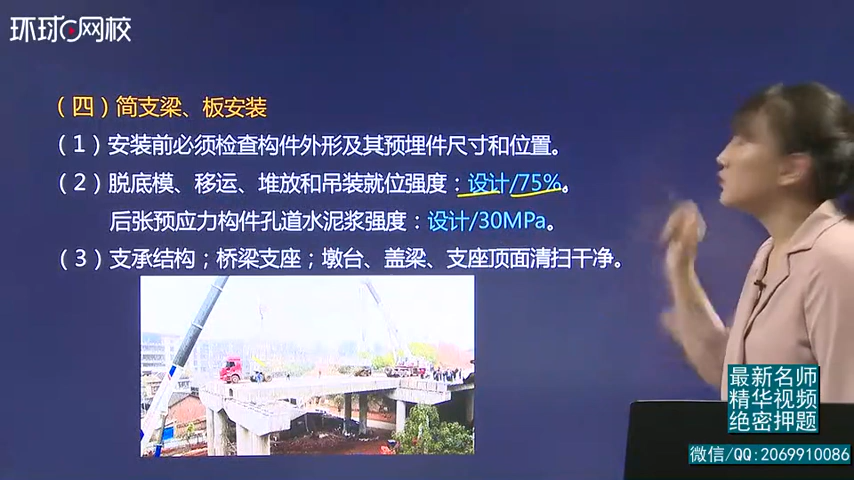 环球网校
（四）简支梁、板安装
（1）安装前必须检查构件外形及其预埋件尺寸和位置。
（2）脱底模、移运、堆放和吊装就位强度：设计/75%。
后张预应力构件孔道水泥浆强度：设计/30MPa。
（3）支承结构；桥梁支座；墩台、盖梁、支座顶面清扫干净。
最新名师
精华视频
绝密押题
微信/QQ:2069910086